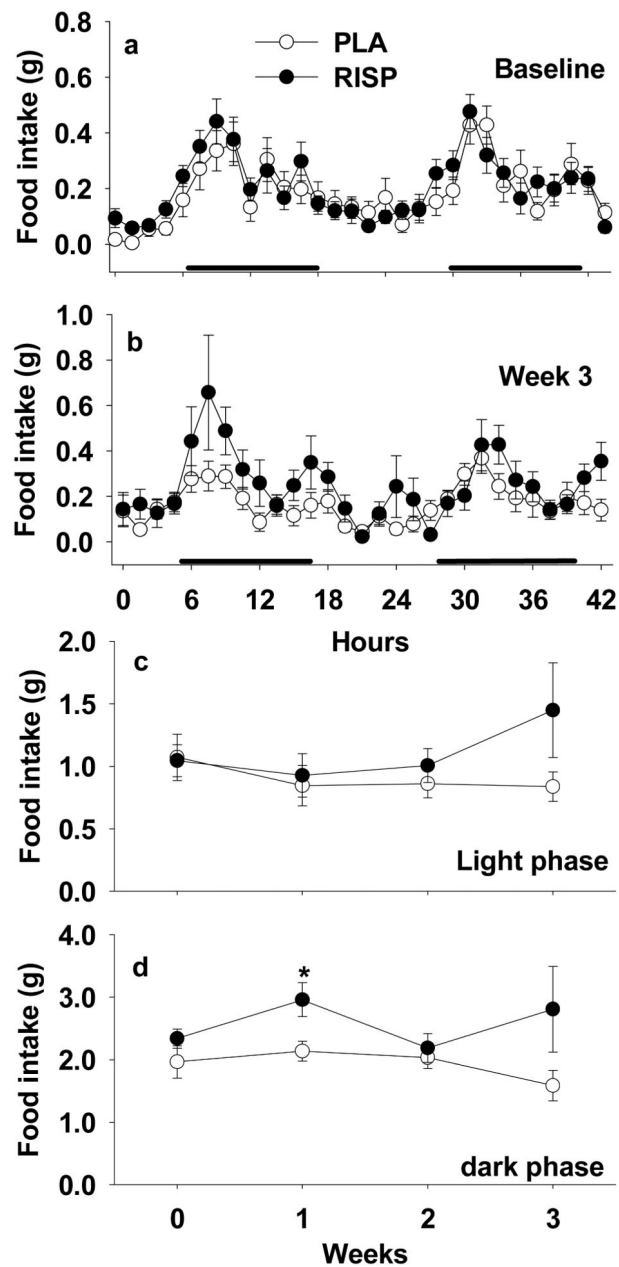 a
PLA
RISP
Baseline
Food intake (g)
0.8
0.6
0.4
0.2
0.0
b
Week 3
Food intake (g)
1.0
0.8
0.6
0.4
0.2
0.0
0 6 12 18 24 30 36 42
Hours
c
Food intake (g)
2.0
1.5
1.0
0.5
0.0
Light phase
d
*
Food intake (g)
4.0
3.0
2.0
1.0
0.0
dark phase
0 1 2 3
Weeks